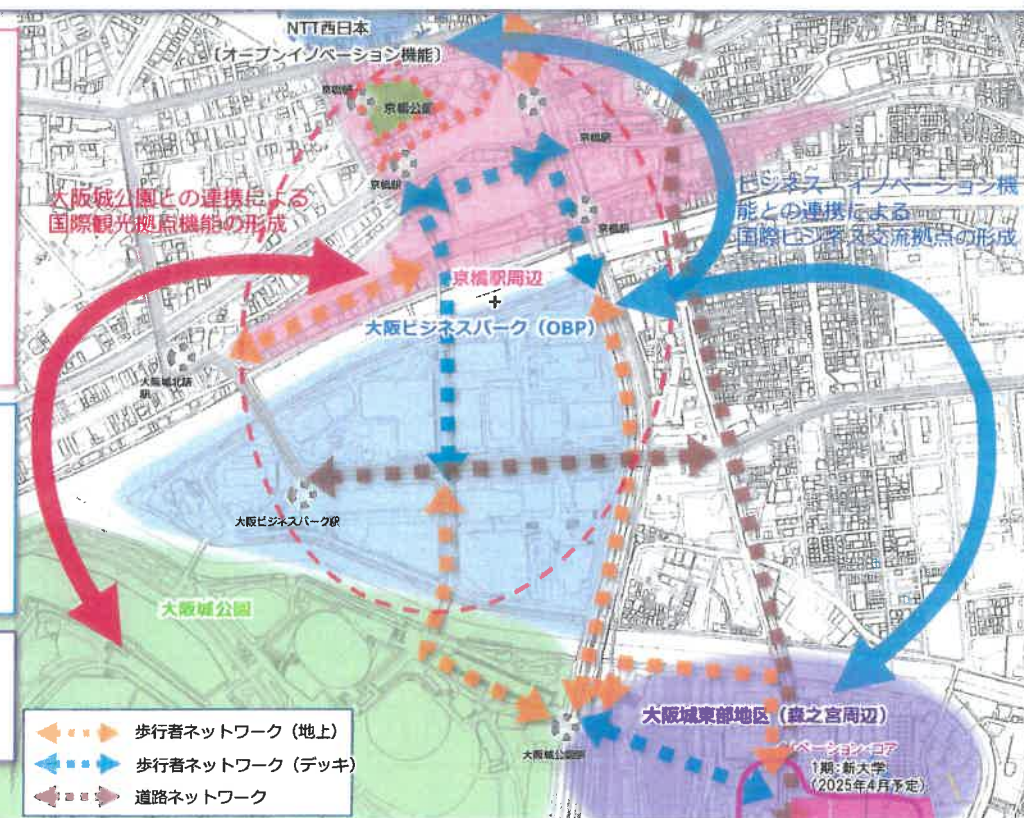 NTT西日本
（オープンイノベーション機能）
京橋駅
京橋公園
京橋駅
京橋駅
京橋駅
大阪城公園との連携による
国際観光拠点機能の形成
ビジネス・イノベーション機
能との連携による
国際ビジネス交流拠点の形成
京橋駅周辺
大阪ビジネスパーク（OBP）
大阪城北詰
駅
大阪ビジネスパーク駅
大阪城公園
大阪城東部地区（森之宮周辺）
大阪城公園駅
イノベーション・コア
1期：新大学
（2025年4月予定）
歩行者ネットワーク（地上）
歩行者ネットワーク（デッキ）
道路ネットワーク